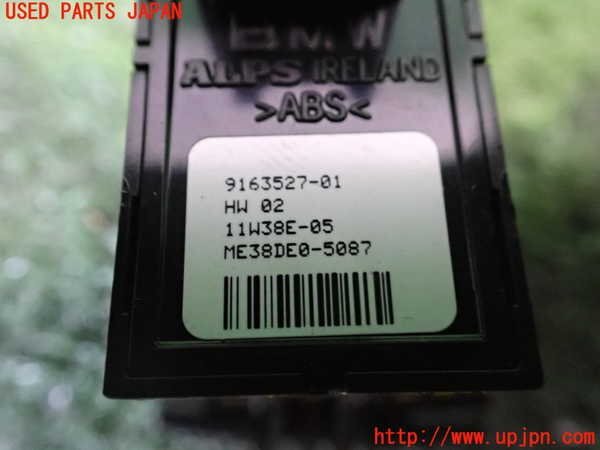 USED PARTS JAPAN
BMW
ALPS IRELAND
>ABS<
9163527-01
HW 02
11W38E-05
ME38DE0-5087
http://www.upjpn.com